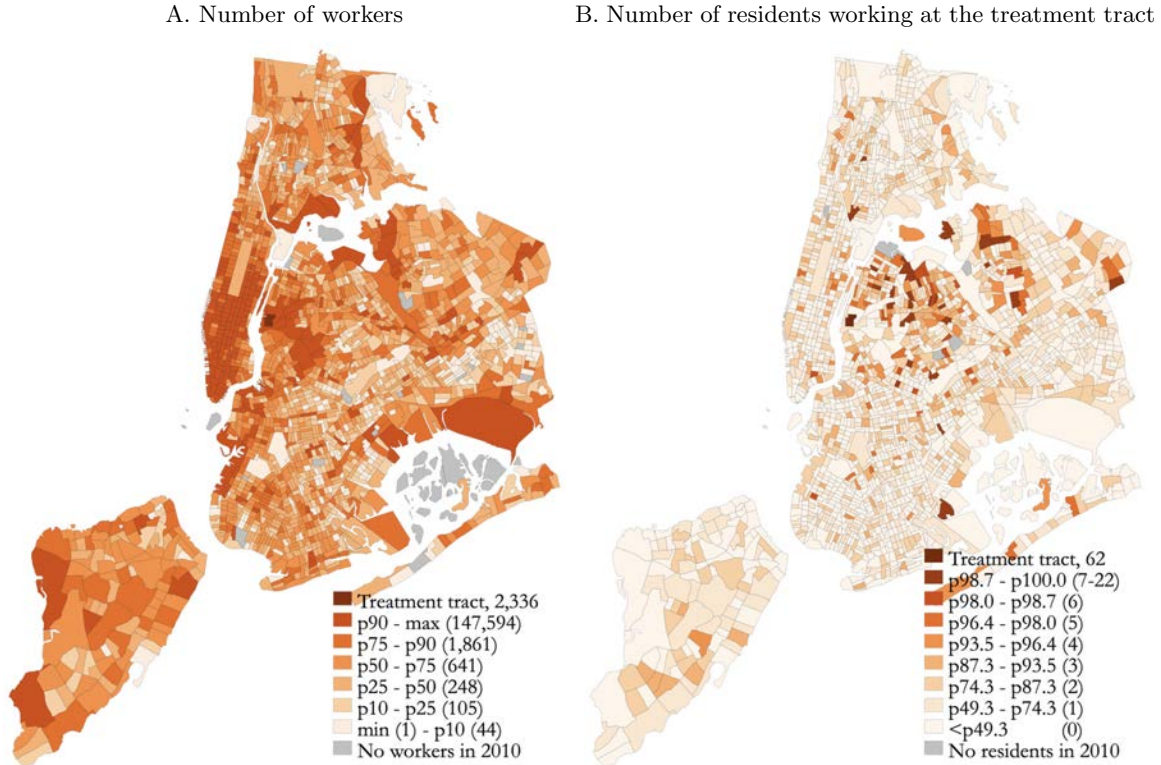 A. Number of workers
B. Number of residents working at the treatment tract
Treatment tract, 2,336
p90 - max (147,594)
p75 - p90 (1,861)
p50 - p75 (641)
p25 - p50 (248)
p10 - p25 (105)
min (1) - p10 (44)
No workers in 2010
Treatment tract, 62
p98.7 - p100.0 (7-22)
p98.0 - p98.7 (6)
p96.4 - p98.0 (5)
p93.5 - p96.4 (4)
p87.3 - p93.5 (3)
p74.3 - p87.3 (2)
p49.3 - p74.3 (1)
<p49.3 (0)
No residents in 2010